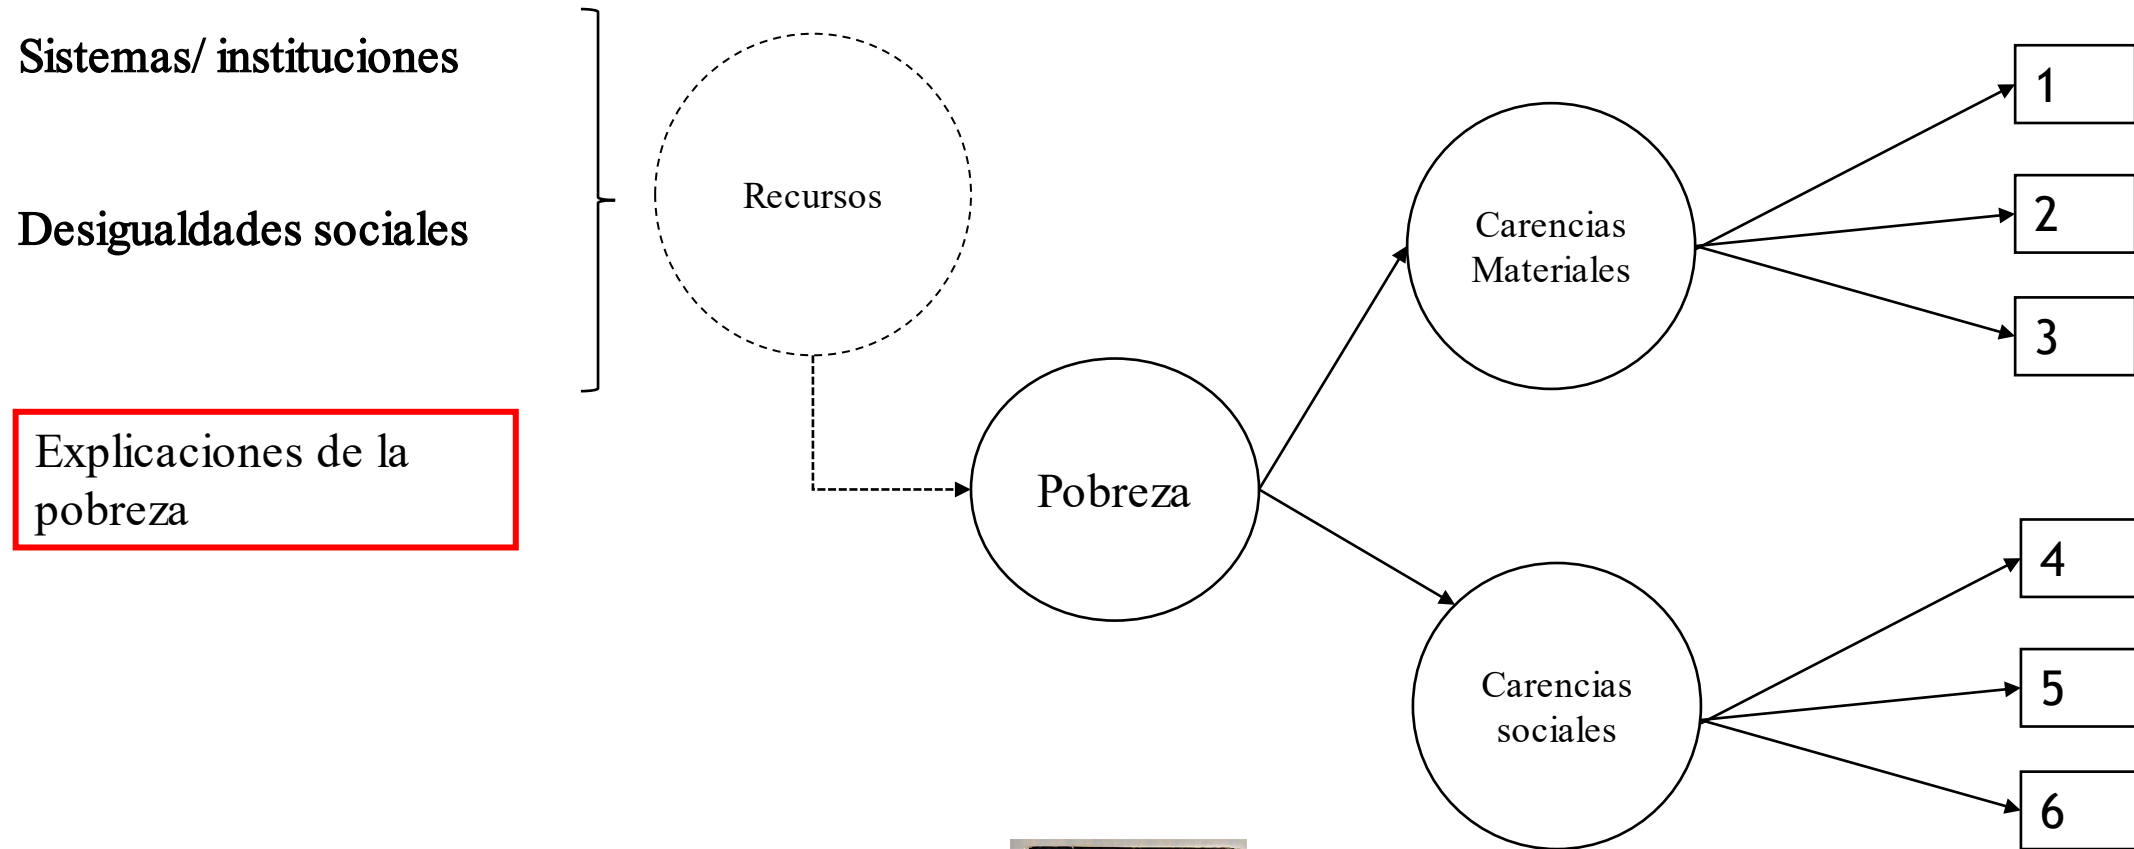 Sistemas/ instituciones
Desigualdades sociales
Explicaciones de la
pobreza
Recursos
Pobreza
Carencias
Materiales
Carencias
sociales
1
2
3
4
5
6